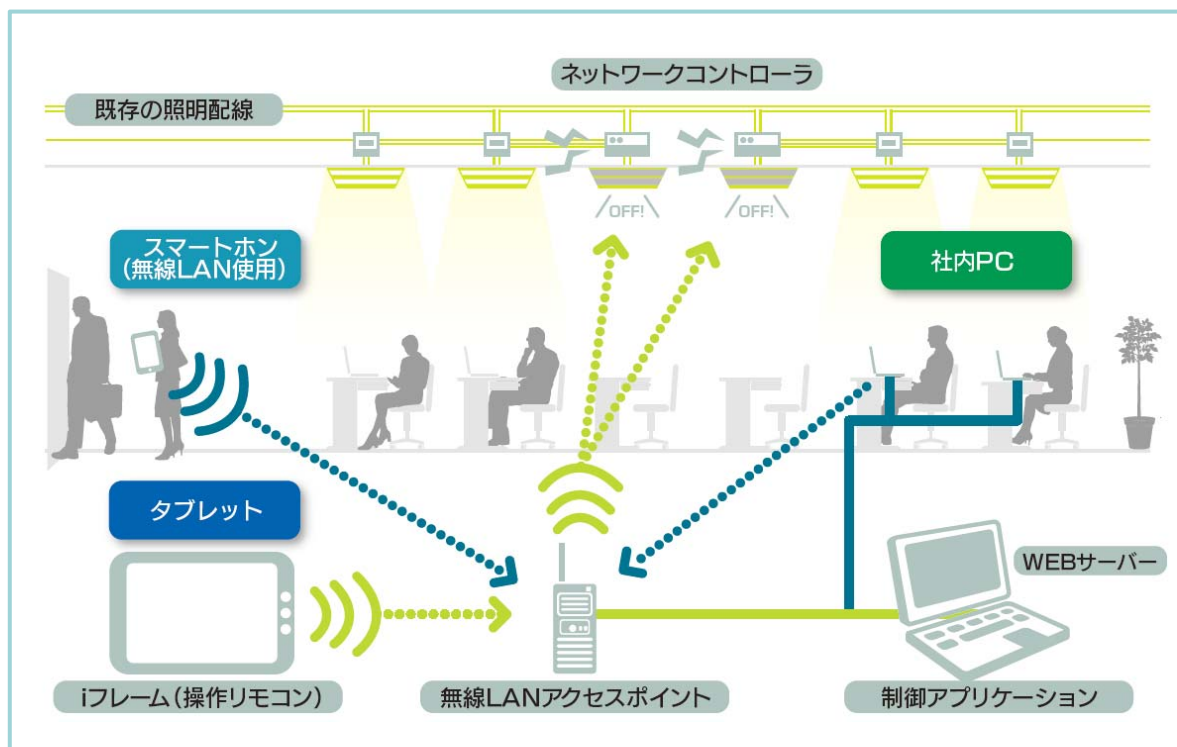 ネットワークコントローラ
既存の照明配線
OFF!
OFF!
スマートホン
(無線LAN使用)
社内PC
タブレット
WEBサーバー
iフレーム(操作リモコン)
無線LANアクセスポイント
制御アプリケーション